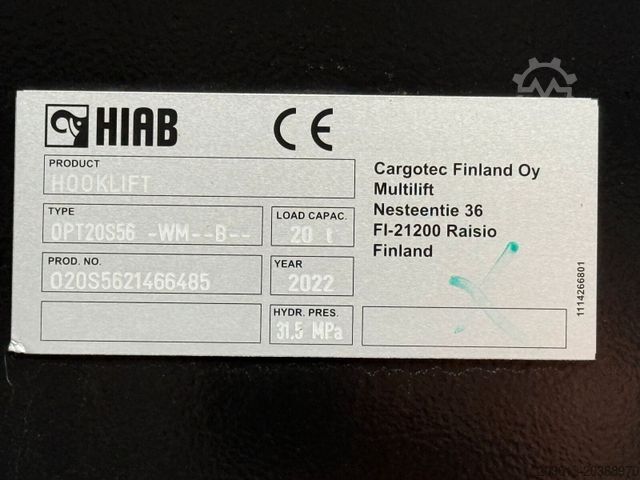 HIAB CE
PRODUCT
HOOKLIFT
TYPE
OPT20S56 -WM--B--
LOAD CAPAC.
20 t
PROD. NO.
O20S5621466485
YEAR
2022
HYDR. PRES.
31,5 MPa
Cargotec Finland Oy
Multilift
Nesteentie 36
FI-21200 Raisio
Finland
1114266801